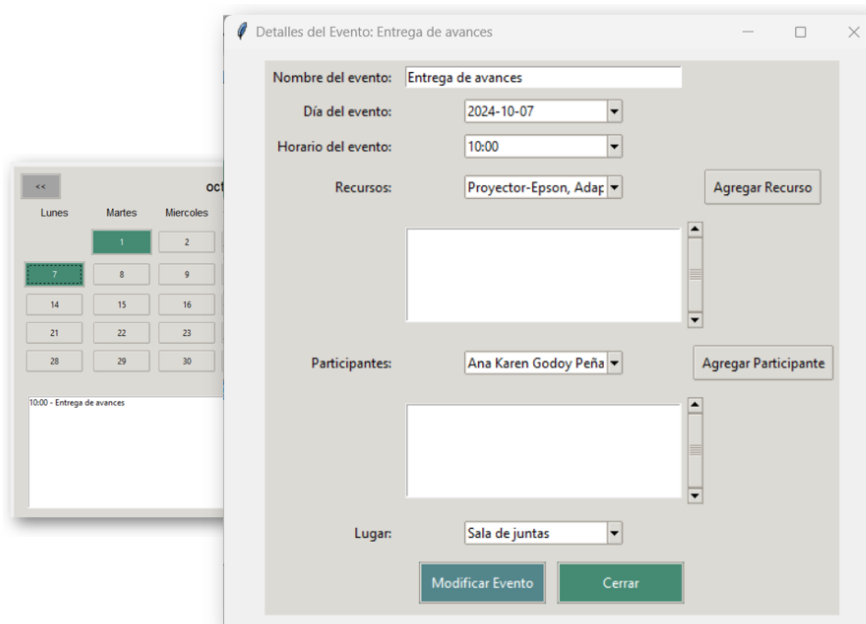 Detalles del Evento: Entrega de avances
Nombre del evento: Entrega de avances
Día del evento: 2024-10-07
Horario del evento: 10:00
Recursos: Proyector-Epson, Adap Agregar Recurso
Participantes: Ana Karen Godoy Peña Agregar Participante
Lugar: Sala de juntas
Modificar Evento Cerrar
<< oct
Lunes Martes Miercoles
1 2
7 8 9
14 15 16
21 22 23
28 29 30
10:00 - Entrega de avances